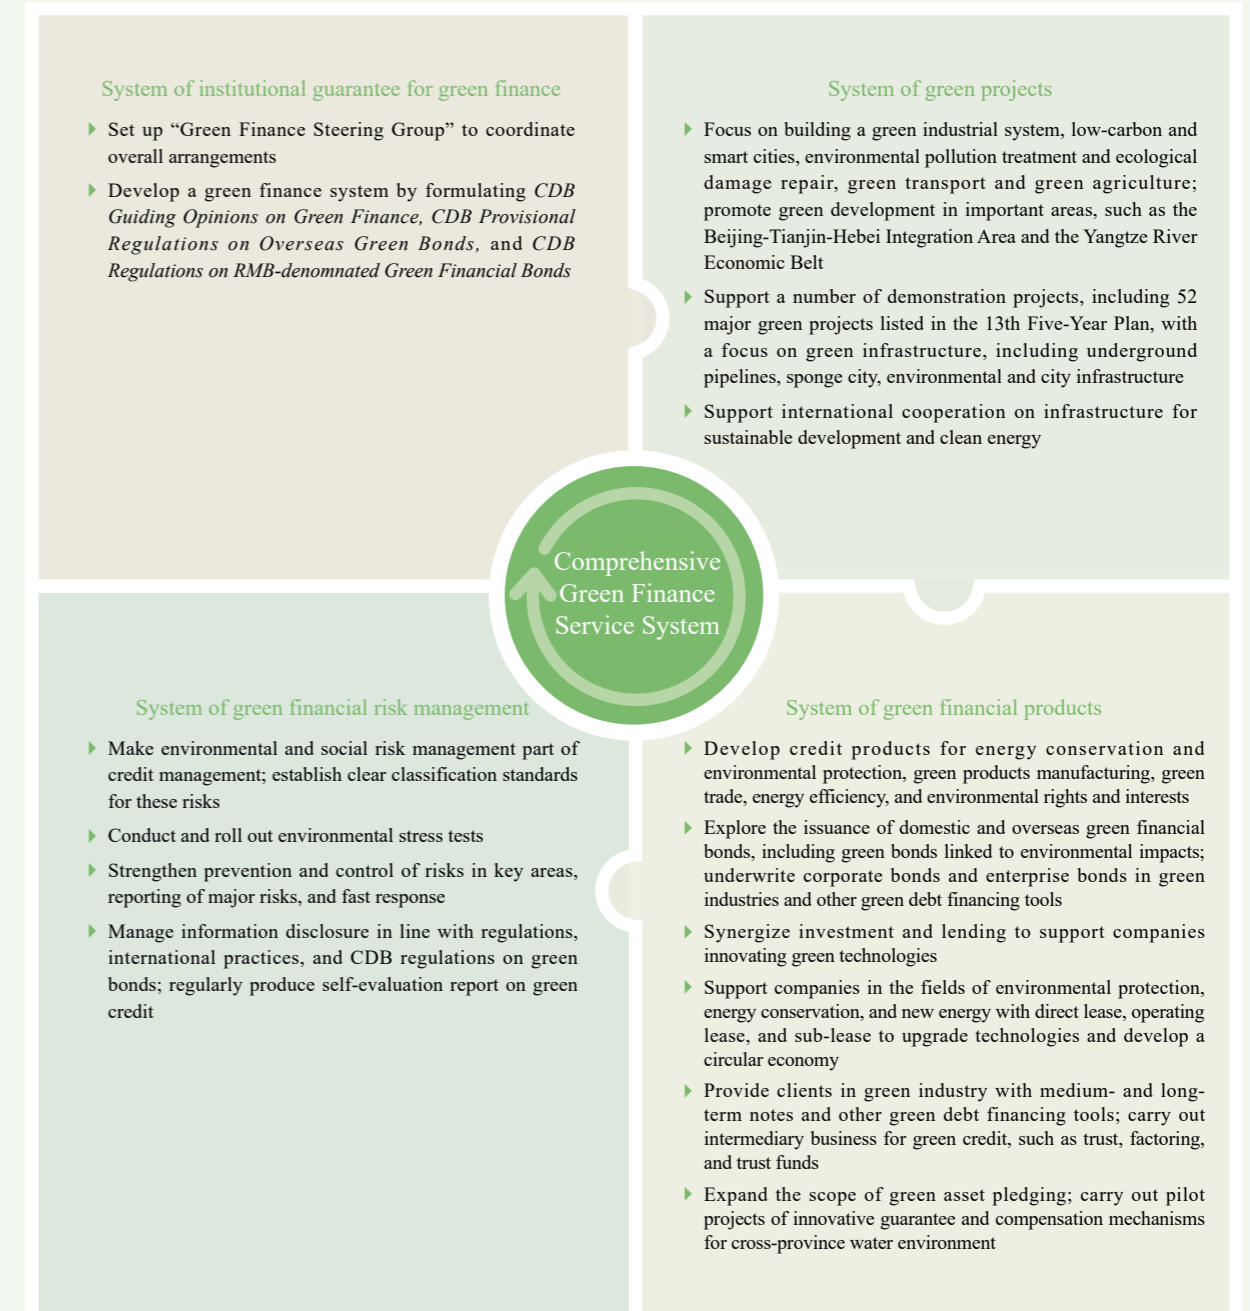 System of institutional guarantee for green finance
Set up “Green Finance Steering Group” to coordinate
overall arrangements
Develop a green finance system by formulating CDB
Guiding Opinions on Green Finance, CDB Provisional
Regulations on Overseas Green Bonds, and CDB
Regulations on RMB-denomnated Green Financial Bonds
System of green projects
Focus on building a green industrial system, low-carbon and
smart cities, environmental pollution treatment and ecological
damage repair, green transport and green agriculture;
promote green development in important areas, such as the
Beijing-Tianjin-Hebei Integration Area and the Yangtze River
Economic Belt
Support a number of demonstration projects, including 52
major green projects listed in the 13th Five-Year Plan, with
a focus on green infrastructure, including underground
pipelines, sponge city, environmental and city infrastructure
Support international cooperation on infrastructure for
sustainable development and clean energy
Comprehensive
Green Finance
Service System
System of green financial risk management
Make environmental and social risk management part of
credit management; establish clear classification standards
for these risks
Conduct and roll out environmental stress tests
Strengthen prevention and control of risks in key areas,
reporting of major risks, and fast response
Manage information disclosure in line with regulations,
international practices, and CDB regulations on green
bonds; regularly produce self-evaluation report on green
credit
System of green financial products
Develop credit products for energy conservation and
environmental protection, green products manufacturing, green
trade, energy efficiency, and environmental rights and interests
Explore the issuance of domestic and overseas green financial
bonds, including green bonds linked to environmental impacts;
underwrite corporate bonds and enterprise bonds in green
industries and other green debt financing tools
Synergize investment and lending to support companies
innovating green technologies
Support companies in the fields of environmental protection,
energy conservation, and new energy with direct lease, operating
lease, and sub-lease to upgrade technologies and develop a
circular economy
Provide clients in green industry with medium- and long-
term notes and other green debt financing tools; carry out
intermediary business for green credit, such as trust, factoring,
and trust funds
Expand the scope of green asset pledging; carry out pilot
projects of innovative guarantee and compensation mechanisms
for cross-province water environment